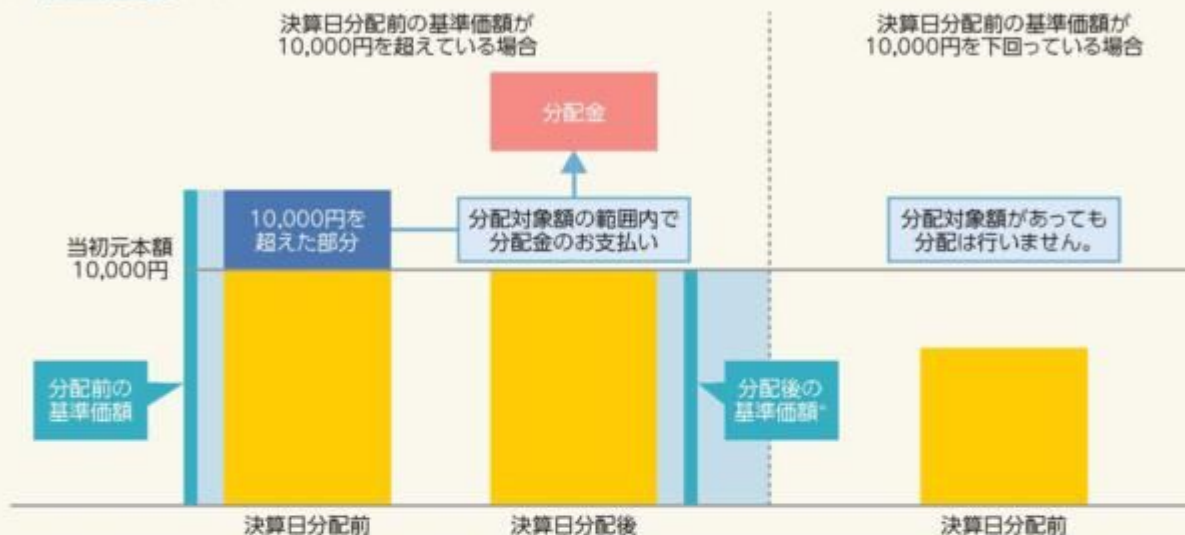 決算日分配前の基準価額が
10,000円を超えている場合
決算日分配前の基準価額が
10,000円を下回っている場合
分配金
10,000円を
超えた部分
分配対象額の範囲内で
分配金のお支払い
分配対象額があっても
分配は行いません。
当初元本額
10,000円
分配前の
基準価額
分配後の
基準価額*
決算日分配前
決算日分配後
決算日分配前